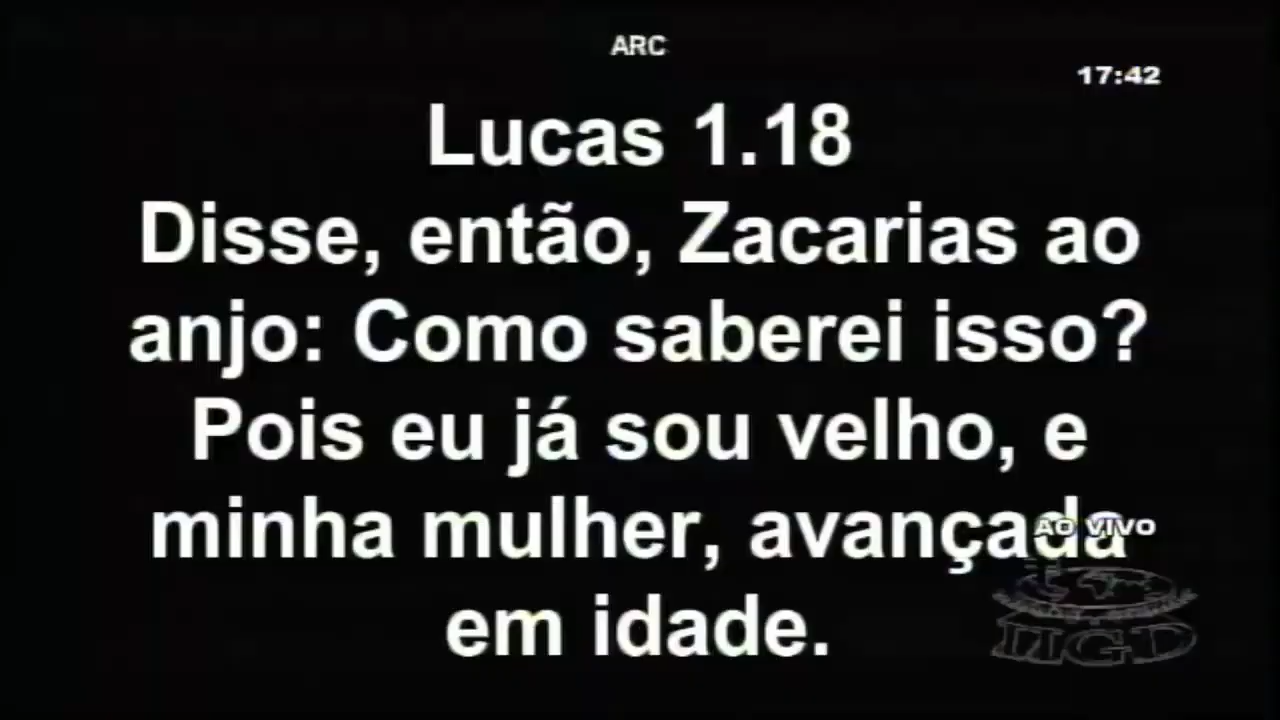 ARC
17:42
Lucas 1.18
Disse, então, Zacarias ao
anjo: Como saberei isso?
Pois eu já sou velho, e
minha mulher, avançada
AO VIVO
em idade.